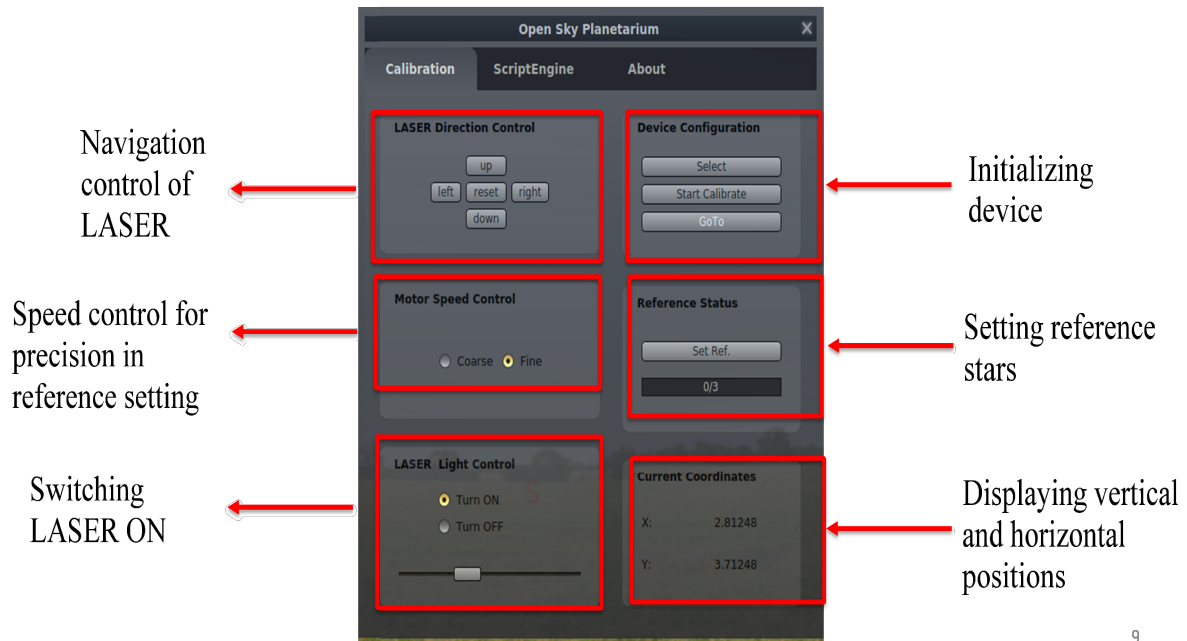 Open Sky Planetarium X
Calibration ScriptEngine About
Navigation
control of
LASER
LASER Direction Control
up
left reset right
down
Device Configuration
Select
Start Calibrate
GoTo
Initializing
device
Speed control for
precision in
reference setting
Motor Speed Control
Coarse Fine
Reference Status
Set Ref.
0/3
Setting reference
stars
Switching
LASER ON
LASER Light Control
Turn ON
Turn OFF
S
Current Coordinates
X: 2.81248
Y: 3.71248
Displaying vertical
and horizontal
positions
9